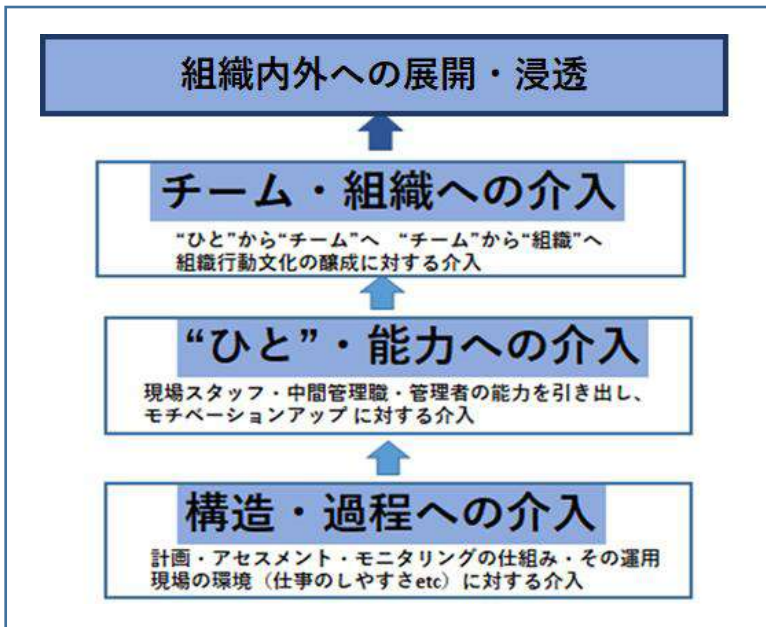 組織内外への展開・浸透
チーム・組織への介入
“ひと”から“チーム”へ　“チーム”から“組織”へ
組織行動文化の醸成に対する介入
“ひと”・能力への介入
現場スタッフ・中間管理職・管理者の能力を引き出し、
モチベーションアップに対する介入
構造・過程への介入
計画・アセスメント・モニタリングの仕組み・その運用
現場の環境（仕事のしやすさetc）に対する介入